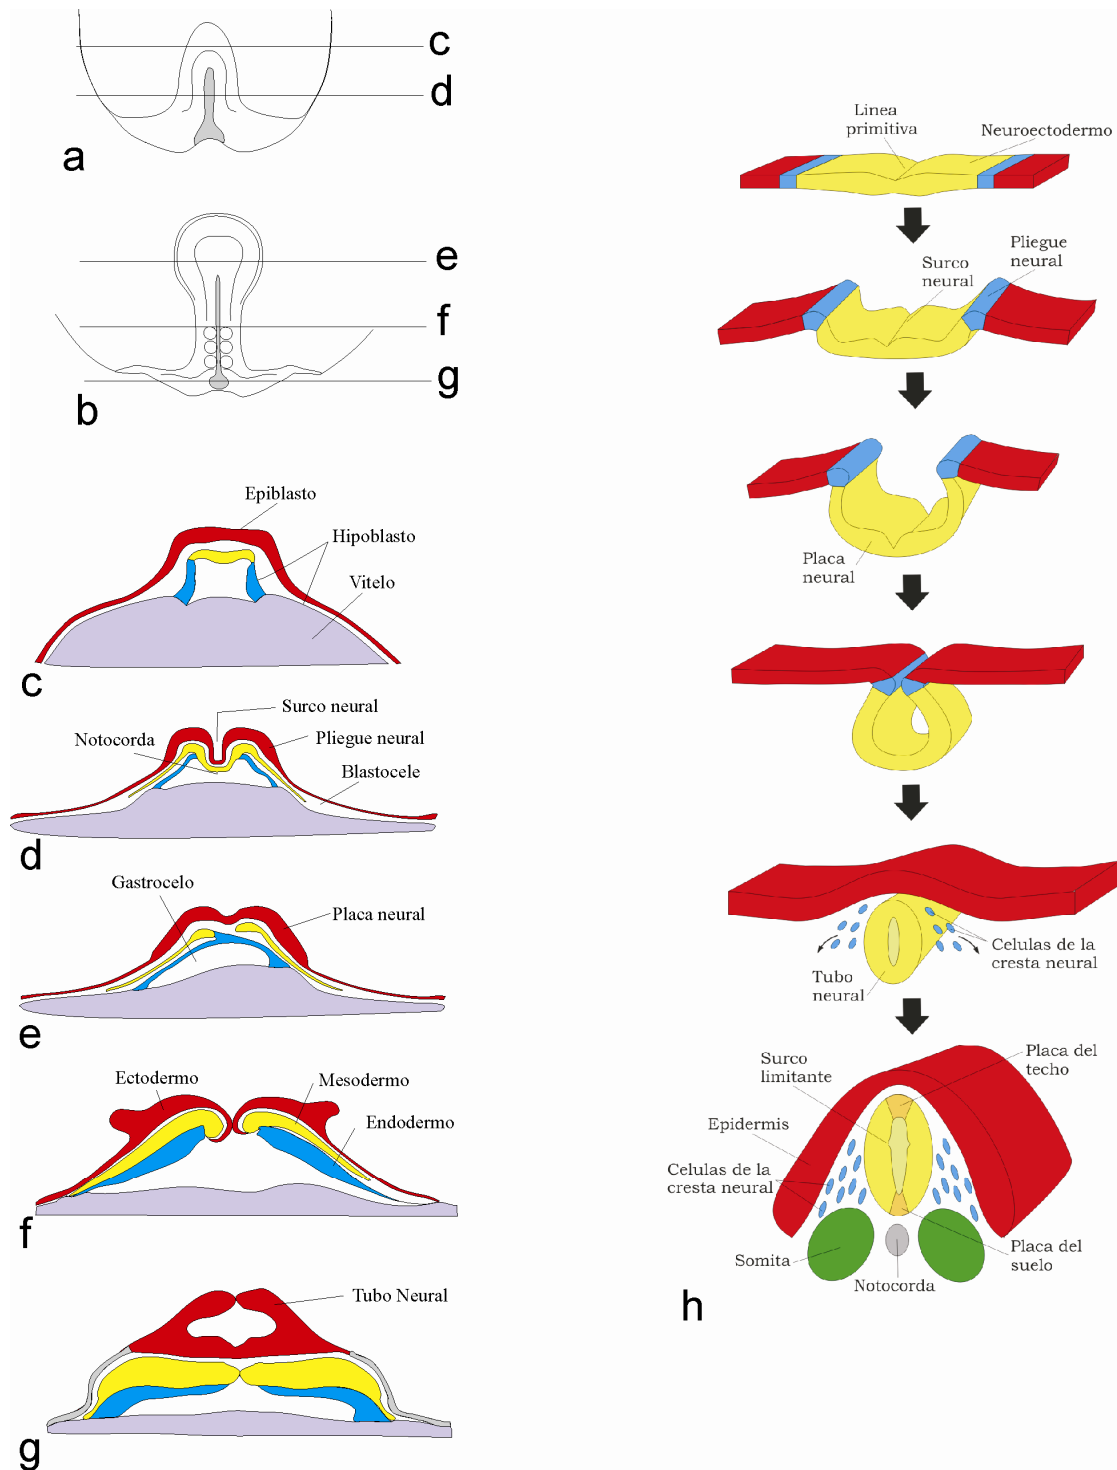 c
d
a
e
f
g
b
Epiblasto
Hipoblasto
Vitelo
c
Surco neural
Notocorda
Pliegue neural
Blastocele
d
Gastrocelo
Placa neural
e
Ectodermo
Mesodermo
Endodermo
f
Tubo Neural
g
Linea
primitiva
Neuroectodermo
Surco
neural
Pliegue
neural
Placa
neural
Celulas de la
cresta neural
Tubo
neural
Surco
limitante
Placa del
techo
Epidermis
Celulas de la
cresta neural
Somita
Notocorda
Placa del
suelo
h